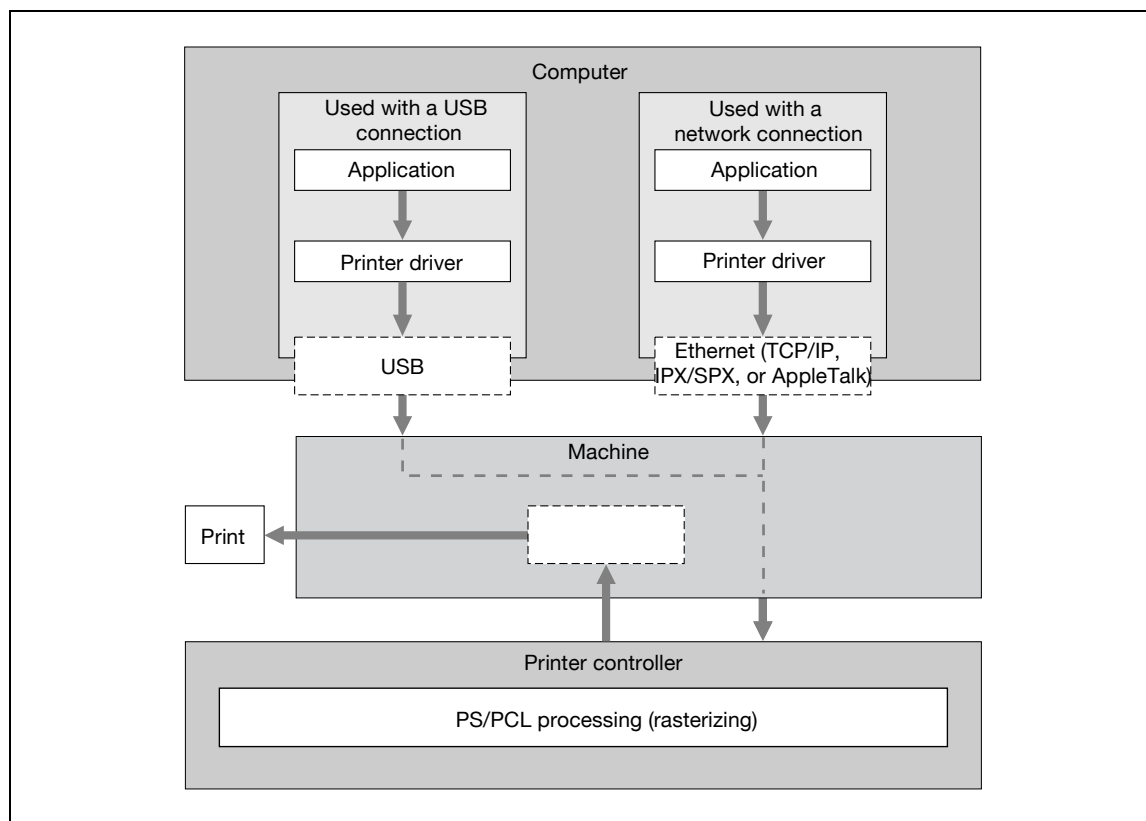 Computer
Used with a USB
connection
Application
Printer driver
USB
Used with a
network connection
Application
Printer driver
Ethernet (TCP/IP,
IPX/SPX, or AppleTalk)
Machine
Print
Printer controller
PS/PCL processing (rasterizing)